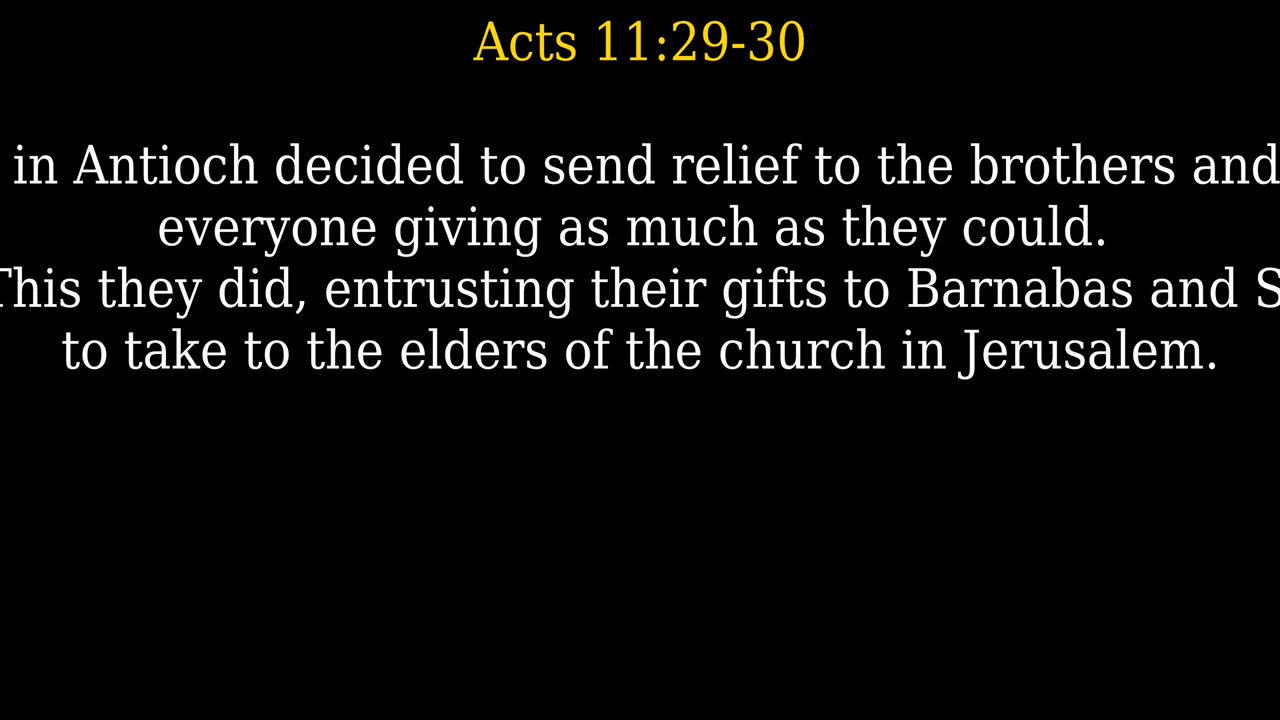 Acts 11:29-30
in Antioch decided to send relief to the brothers and
everyone giving as much as they could.
This they did, entrusting their gifts to Barnabas and S
to take to the elders of the church in Jerusalem.